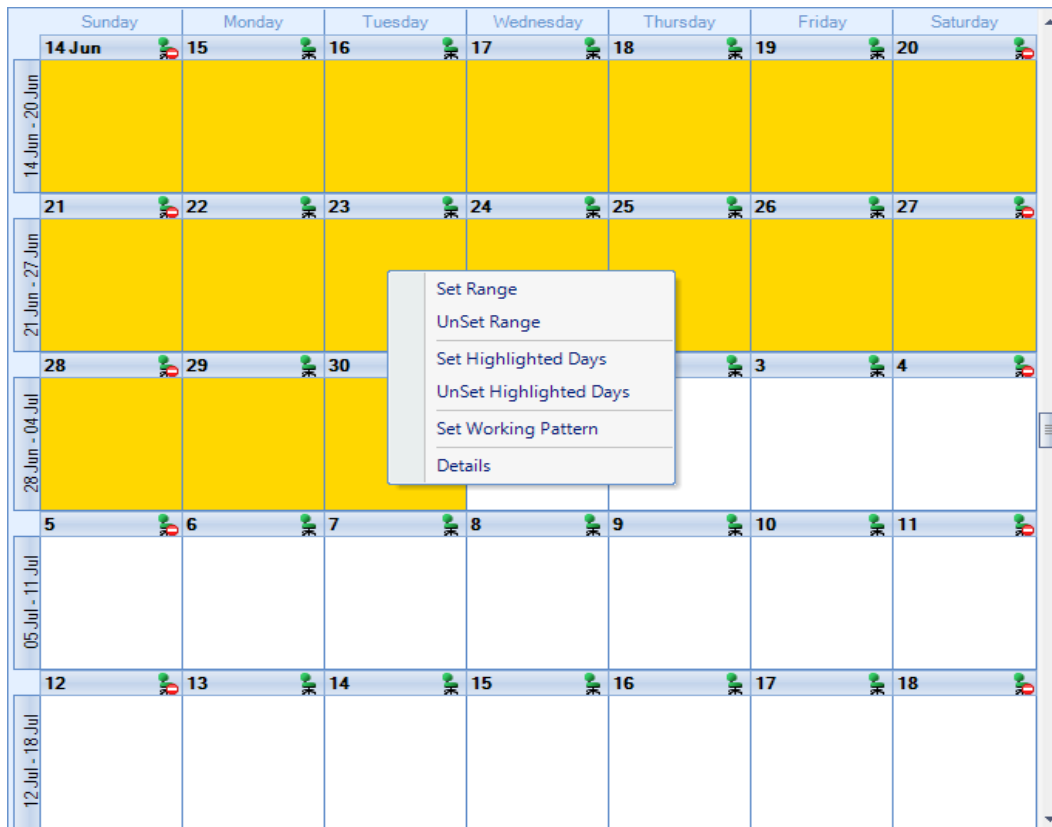 Sunday Monday Tuesday Wednesday Thursday Friday Saturday
14 Jun 15 16 17 18 19 20
14 Jun - 20 Jun
21 22 23 24 25 26 27
21 Jun - 27 Jun
Set Range
UnSet Range
Set Highlighted Days
UnSet Highlighted Days
Set Working Pattern
Details
28 29 30 3 4
28 Jun - 04 Jul
5 6 7 8 9 10 11
05 Jul - 11 Jul
12 13 14 15 16 17 18
12 Jul - 18 Jul